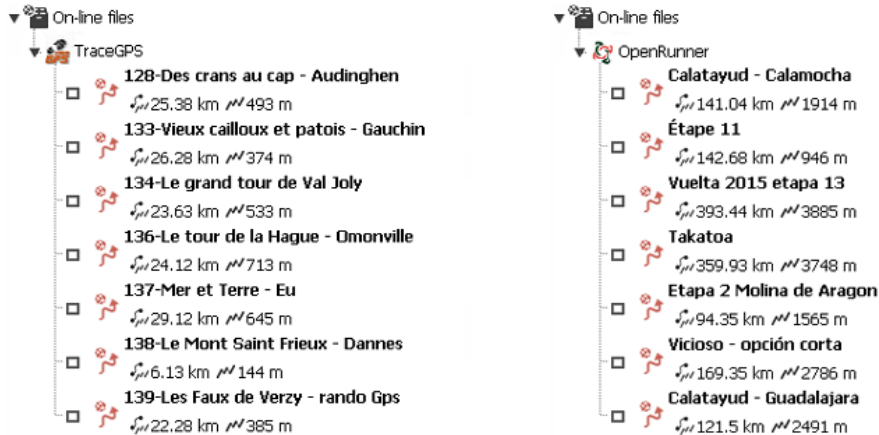 On-line files
TraceGPS
128-Des crans au cap - Audinghen
25.38 km 493 m
133-Vieux cailloux et patois - Gauchin
26.28 km 374 m
134-Le grand tour de Val Joly
23.63 km 533 m
136-Le tour de la Hague - Omonville
24.12 km 713 m
137-Mer et Terre - Eu
29.12 km 645 m
138-Le Mont Saint Frieux - Dannes
6.13 km 144 m
139-Les Faux de Verzy - rando Gps
22.28 km 385 m
On-line files
OpenRunner
Calatayud - Calamocha
141.04 km 1914 m
Étape 11
142.68 km 946 m
Vuelta 2015 etapa 13
393.44 km 3885 m
Takatoa
359.93 km 3748 m
Etapa 2 Molina de Aragon
94.35 km 1565 m
Vicioso - opción corta
169.35 km 2786 m
Calatayud - Guadalajara
121.5 km 2491 m